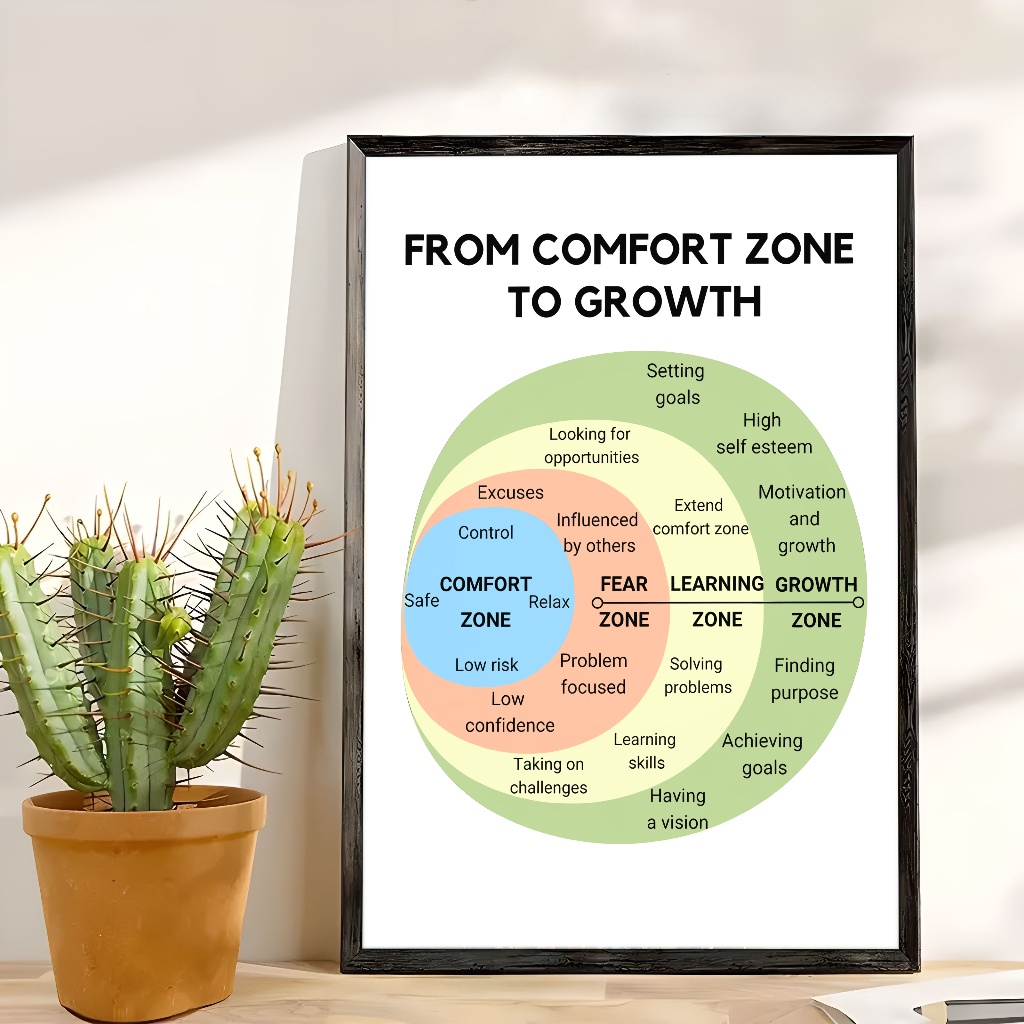 FROM COMFORT ZONE
TO GROWTH
Setting
goals
High
self esteem
Motivation
and
growth
GROWTH
ZONE
Finding
purpose
Achieving
goals
Having
a vision
Looking for
opportunities
Extend
comfort zone
LEARNING
ZONE
Solving
problems
Learning
skills
Taking on
challenges
Excuses
Influenced
by others
FEAR
ZONE
Problem
focused
Low
confidence
Control
COMFORT
ZONE
Safe
Relax
Low risk